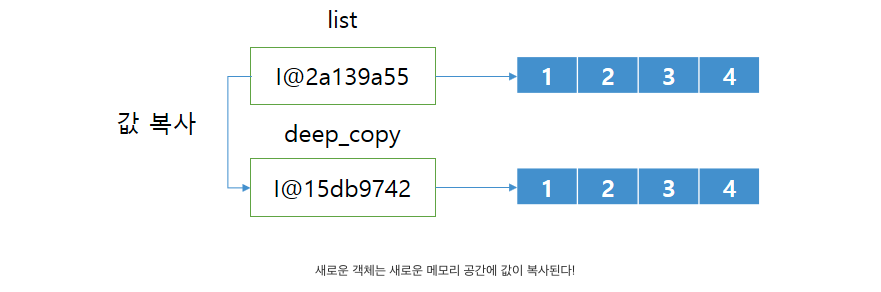 list
I@2a139a55
1 2 3 4
값 복사
deep_copy
I@15db9742
1 2 3 4
새로운 객체는 새로운 메모리 공간에 값이 복사된다!